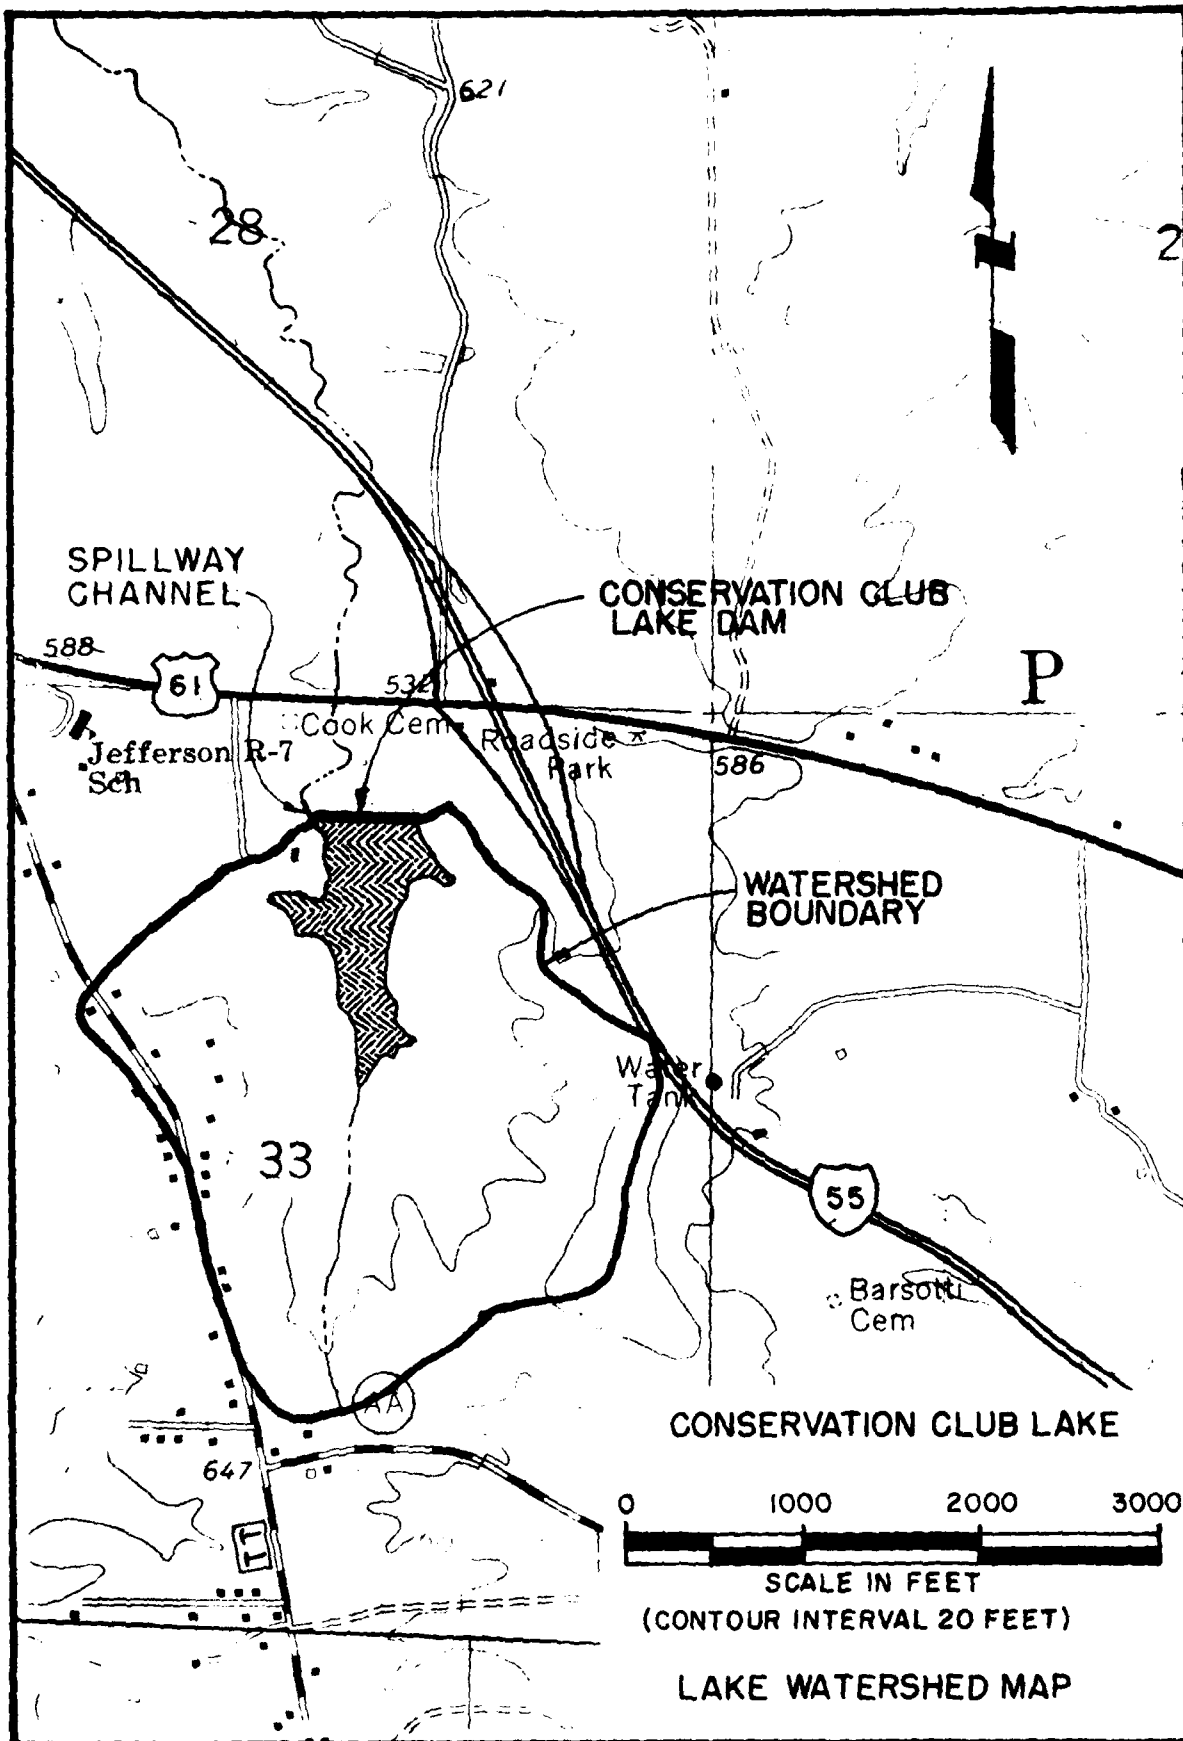 621
28
2
SPILLWAY
CHANNEL
CONSERVATION CLUB
LAKE DAM
588
61
532
P
Cook Cem
Roadside
Park
Jefferson R-7
Sch
586
WATERSHED
BOUNDARY
Water
Tank
33
55
Barsotti
Cem
AA
CONSERVATION CLUB LAKE
647
0 1000 2000 3000
TT
SCALE IN FEET
(CONTOUR INTERVAL 20 FEET)
LAKE WATERSHED MAP